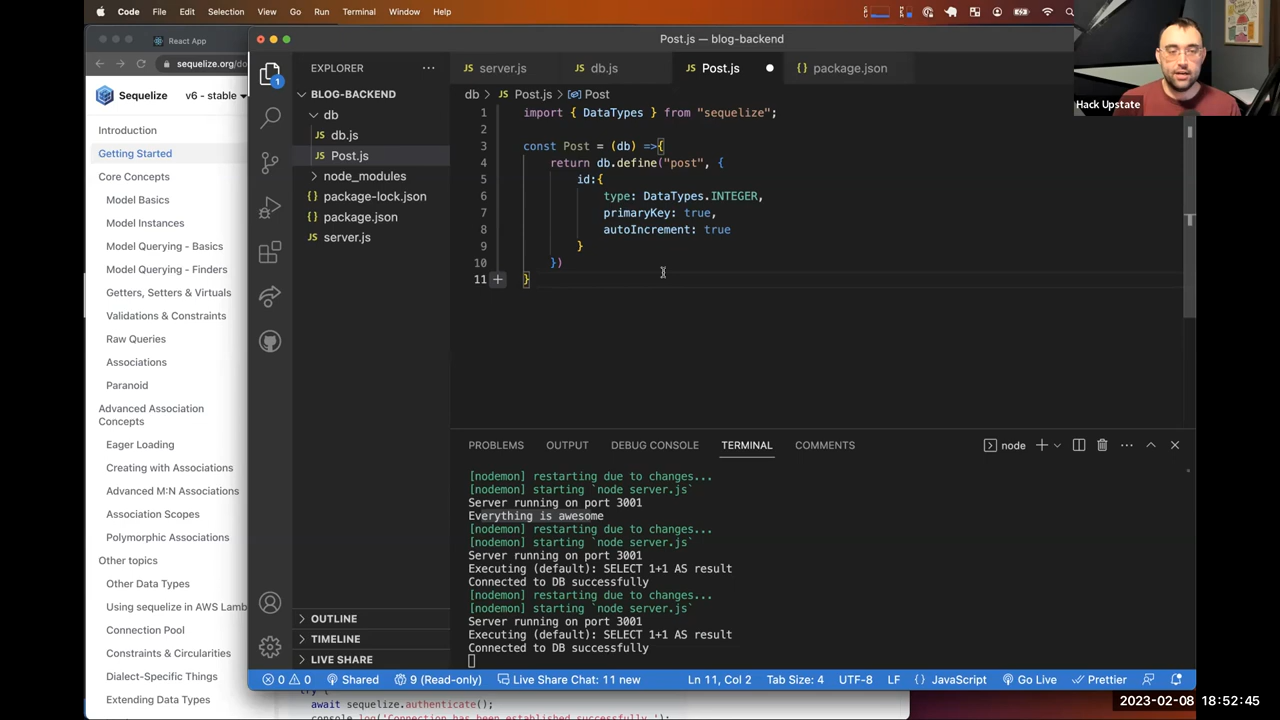 Code File Edit Selection View Go Run Terminal Window Help
React App
Post.js — blog-backend
Hack Upstate
sequelize.org/do
Sequelize v6 - stable
Introduction
Getting Started
Core Concepts
Model Basics
Model Instances
Model Querying - Basics
Model Querying - Finders
Getters, Setters & Virtuals
Validations & Constraints
Raw Queries
Associations
Paranoid
Advanced Association
Concepts
Eager Loading
Creating with Associations
Advanced M:N Associations
Association Scopes
Polymorphic Associations
Other topics
Other Data Types
Using sequelize in AWS Lamb
Connection Pool
Constraints & Circularities
Dialect-Specific Things
Extending Data Types
1
EXPLORER ...
BLOG-BACKEND
db
db.js
Post.js
node_modules
package-lock.json
package.json
server.js
OUTLINE
TIMELINE
LIVE SHARE
server.js db.js Post.js package.json
db > Post.js > Post
1 import { DataTypes } from "sequelize";
2
3 const Post = (db) =>{
4 return db.define("post", {
5 id:{
6 type: DataTypes.INTEGER,
7 primaryKey: true,
8 autoIncrement: true
9 }
10 })
11 }
PROBLEMS OUTPUT DEBUG CONSOLE TERMINAL COMMENTS node
[nodemon] restarting due to changes...
[nodemon] starting `node server.js`
Server running on port 3001
Everything is awesome
[nodemon] restarting due to changes...
[nodemon] starting `node server.js`
Server running on port 3001
Executing (default): SELECT 1+1 AS result
Connected to DB successfully
[nodemon] restarting due to changes...
[nodemon] starting `node server.js`
Server running on port 3001
Executing (default): SELECT 1+1 AS result
Connected to DB successfully
0 0 Shared 9 (Read-only) Live Share Chat: 11 new Ln 11, Col 2 Tab Size: 4 UTF-8 LF {} JavaScript Go Live Prettier
await sequelize.authenticate();
console.log('Connection has been established successfully.');
2023-02-08 18:52:45